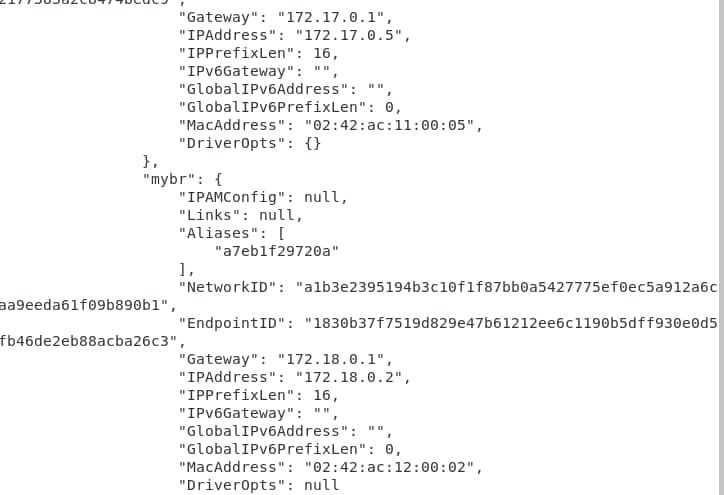 "Gateway": "172.17.0.1",
"IPAddress": "172.17.0.5",
"IPPrefixLen": 16,
"IPv6Gateway": "",
"GlobalIPv6Address": "",
"GlobalIPv6PrefixLen": 0,
"MacAddress": "02:42:ac:11:00:05",
"DriverOpts": {}
},
"mybr": {
"IPAMConfig": null,
"Links": null,
"Aliases": [
"a7eb1f29720a"
],
"NetworkID": "a1b3e2395194b3c10f1f87bb0a5427775ef0ec5a912a6c
aa9eeda61f09b890b1",
"EndpointID": "1830b37f7519d829e47b61212ee6c1190b5dff930e0d5
fb46de2eb88acba26c3",
"Gateway": "172.18.0.1",
"IPAddress": "172.18.0.2",
"IPPrefixLen": 16,
"IPv6Gateway": "",
"GlobalIPv6Address": "",
"GlobalIPv6PrefixLen": 0,
"MacAddress": "02:42:ac:12:00:02",
"DriverOpts": null